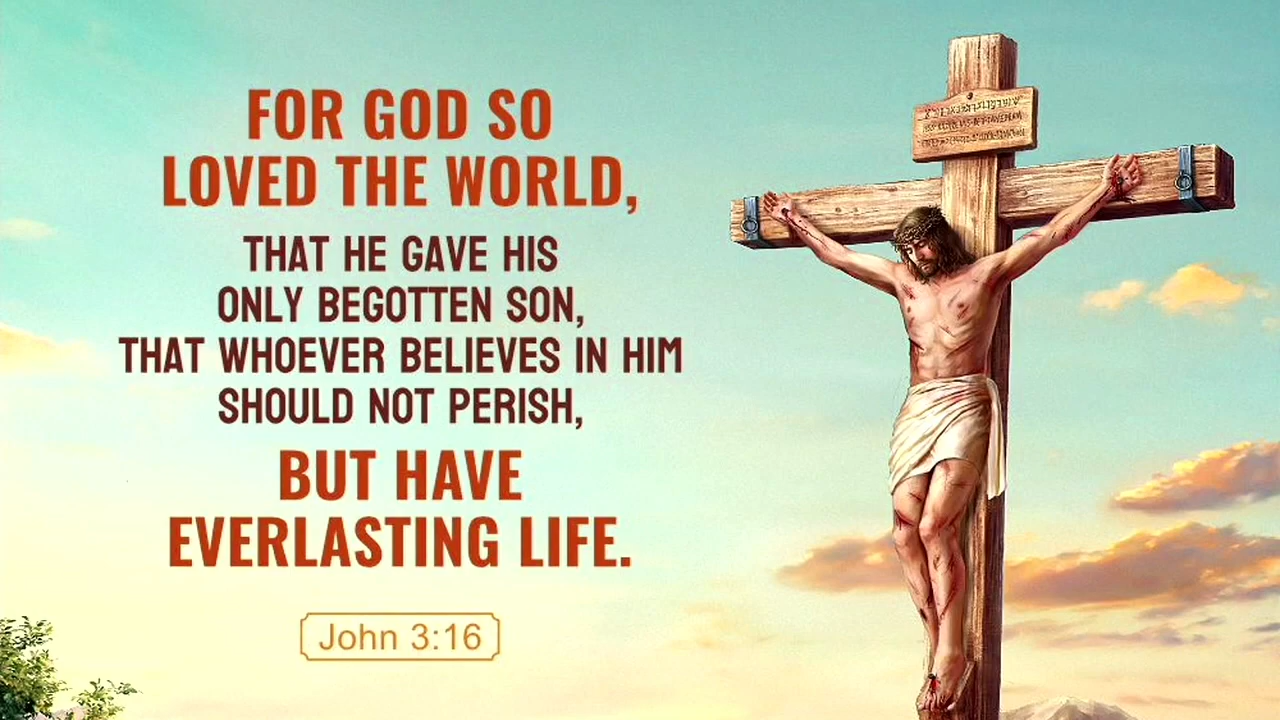 FOR GOD SO
LOVED THE WORLD,
THAT HE GAVE HIS
ONLY BEGOTTEN SON,
THAT WHOEVER BELIEVES IN HIM
SHOULD NOT PERISH,
BUT HAVE
EVERLASTING LIFE.
John 3:16